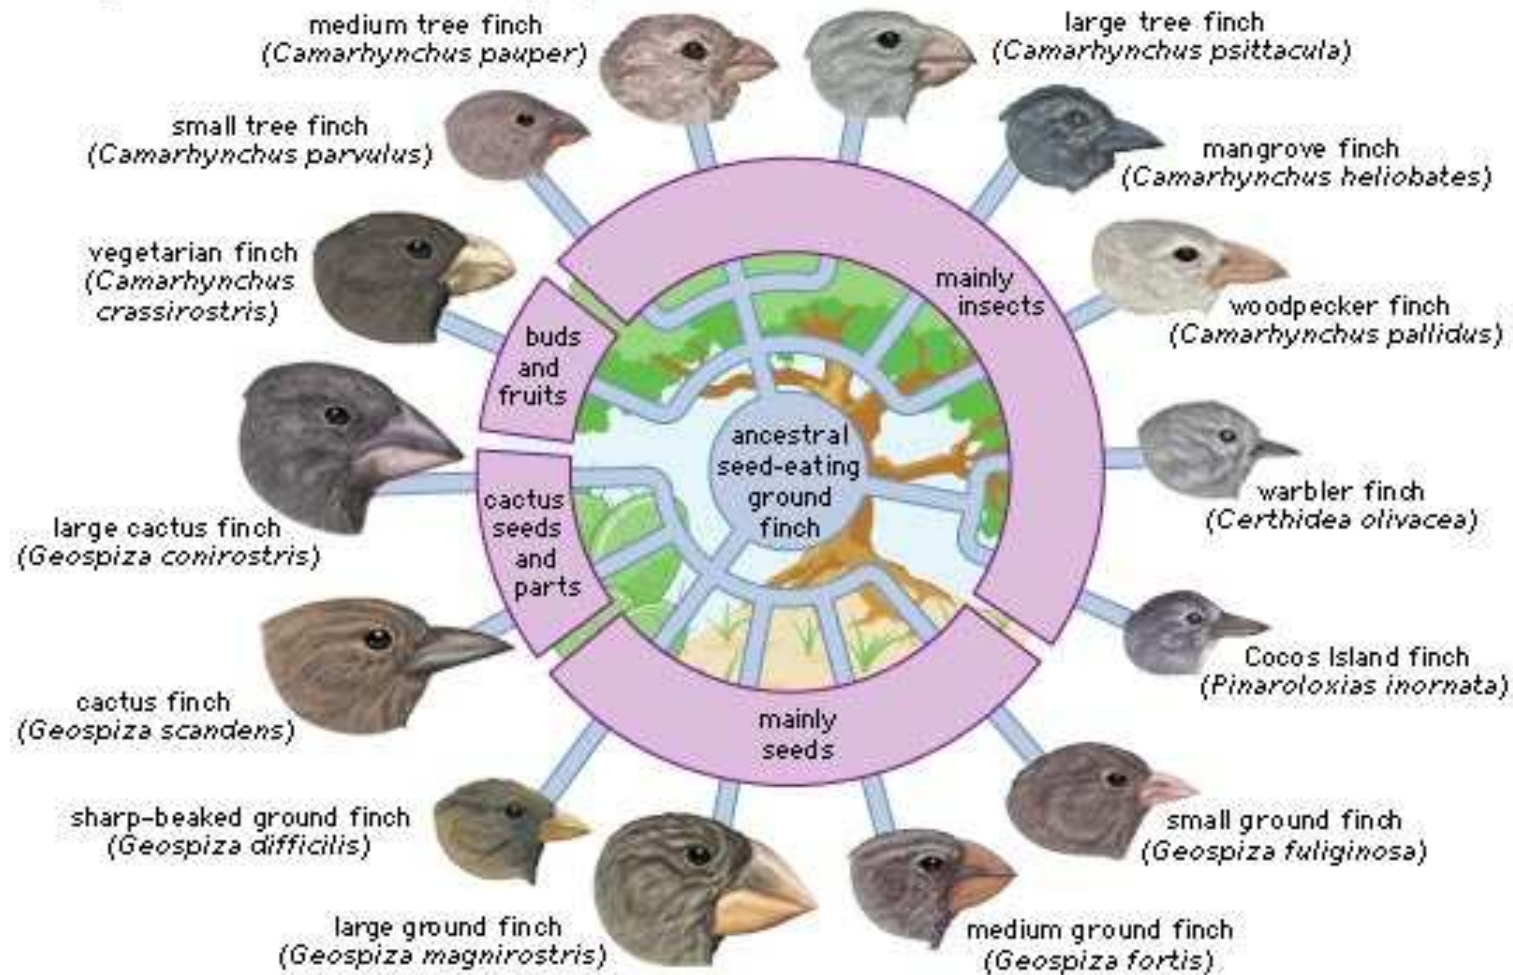 medium tree finch
(Camarhynchus pauper)
large tree finch
(Camarhynchus psittacula)
small tree finch
(Camarhynchus parvulus)
mangrove finch
(Camarhynchus heliobates)
vegetarian finch
(Camarhynchus
crassirostris)
mainly
insects
woodpecker finch
(Camarhynchus pallidus)
buds
and
fruits
ancestral
seed-eating
ground
finch
large cactus finch
(Geospiza conirostris)
cactus
seeds
and
parts
warbler finch
(Certhidea olivacea)
Cocos Island finch
(Pinaroloxias inornata)
cactus finch
(Geospiza scandens)
mainly
seeds
sharp-beaked ground finch
(Geospiza difficilis)
small ground finch
(Geospiza fuliginosa)
large ground finch
(Geospiza magnirostris)
medium ground finch
(Geospiza fortis)